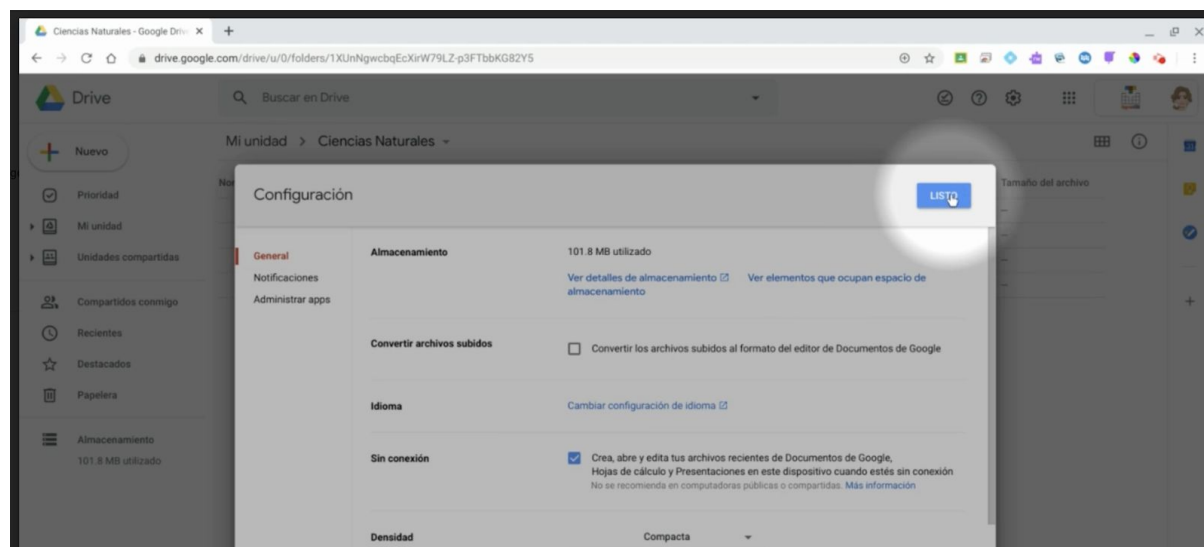 Ciencias Naturales - Google Driv
drive.google.com/drive/u/0/folders/1XUnNgwcbqEcXirW79LZ-p3FTbbKG82Y5
Drive
Buscar en Drive
Nuevo
Mi unidad > Ciencias Naturales
Prioridad
Mi unidad
Unidades compartidas
Compartidos conmigo
Recientes
Destacados
Papelera
Almacenamiento
101.8 MB utilizado
Tamaño del archivo
Configuración
LISTO
General
Notificaciones
Administrar apps
Almacenamiento
101.8 MB utilizado
Ver detalles de almacenamiento Ver elementos que ocupan espacio de
almacenamiento
Convertir archivos subidos
Convertir los archivos subidos al formato del editor de Documentos de Google
Idioma
Cambiar configuración de idioma
Sin conexión
Crea, abre y edita tus archivos recientes de Documentos de Google,
Hojas de cálculo y Presentaciones en este dispositivo cuando estés sin conexión
No se recomienda en computadoras públicas o compartidas. Más información
Densidad
Compacta